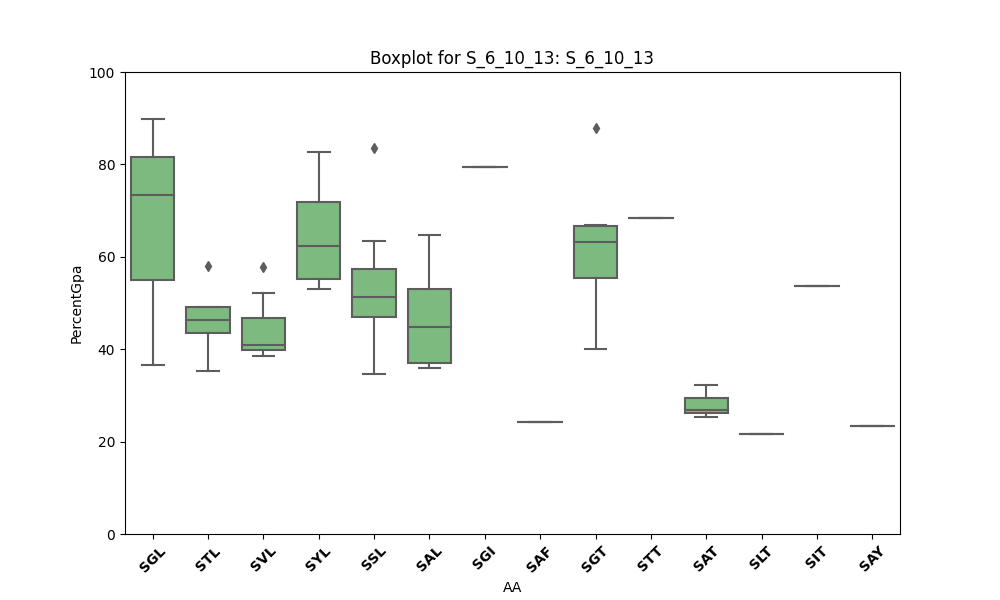 Boxplot for S_6_10_13: S_6_10_13
100
80
60
40
20
0
PercentGpa
SGL STL SVL SYL SSL SAL SGI SAF SGT STT SAT SLT SIT SAY
AA